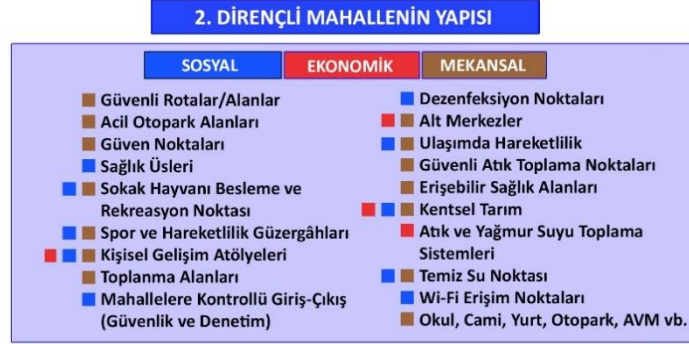 2. DİRENÇLİ MAHALLENİN YAPISI
SOSYAL
EKONOMİK
MEKANSAL
Güvenli Rotalar/Alanlar
Acil Otopark Alanları
Güven Noktaları
Sağlık Üsleri
Sokak Hayvanı Besleme ve
Rekreasyon Noktası
Spor ve Hareketlilik Güzergâhları
Kişisel Gelişim Atölyeleri
Toplanma Alanları
Mahallelere Kontrollü Giriş-Çıkış
(Güvenlik ve Denetim)
Dezenfeksiyon Noktaları
Alt Merkezler
Ulaşımda Hareketlilik
Güvenli Atık Toplama Noktaları
Erişebilir Sağlık Alanları
Kentsel Tarım
Atık ve Yağmur Suyu Toplama
Sistemleri
Temiz Su Noktası
Wi-Fi Erişim Noktaları
Okul, Cami, Yurt, Otopark, AVM vb.